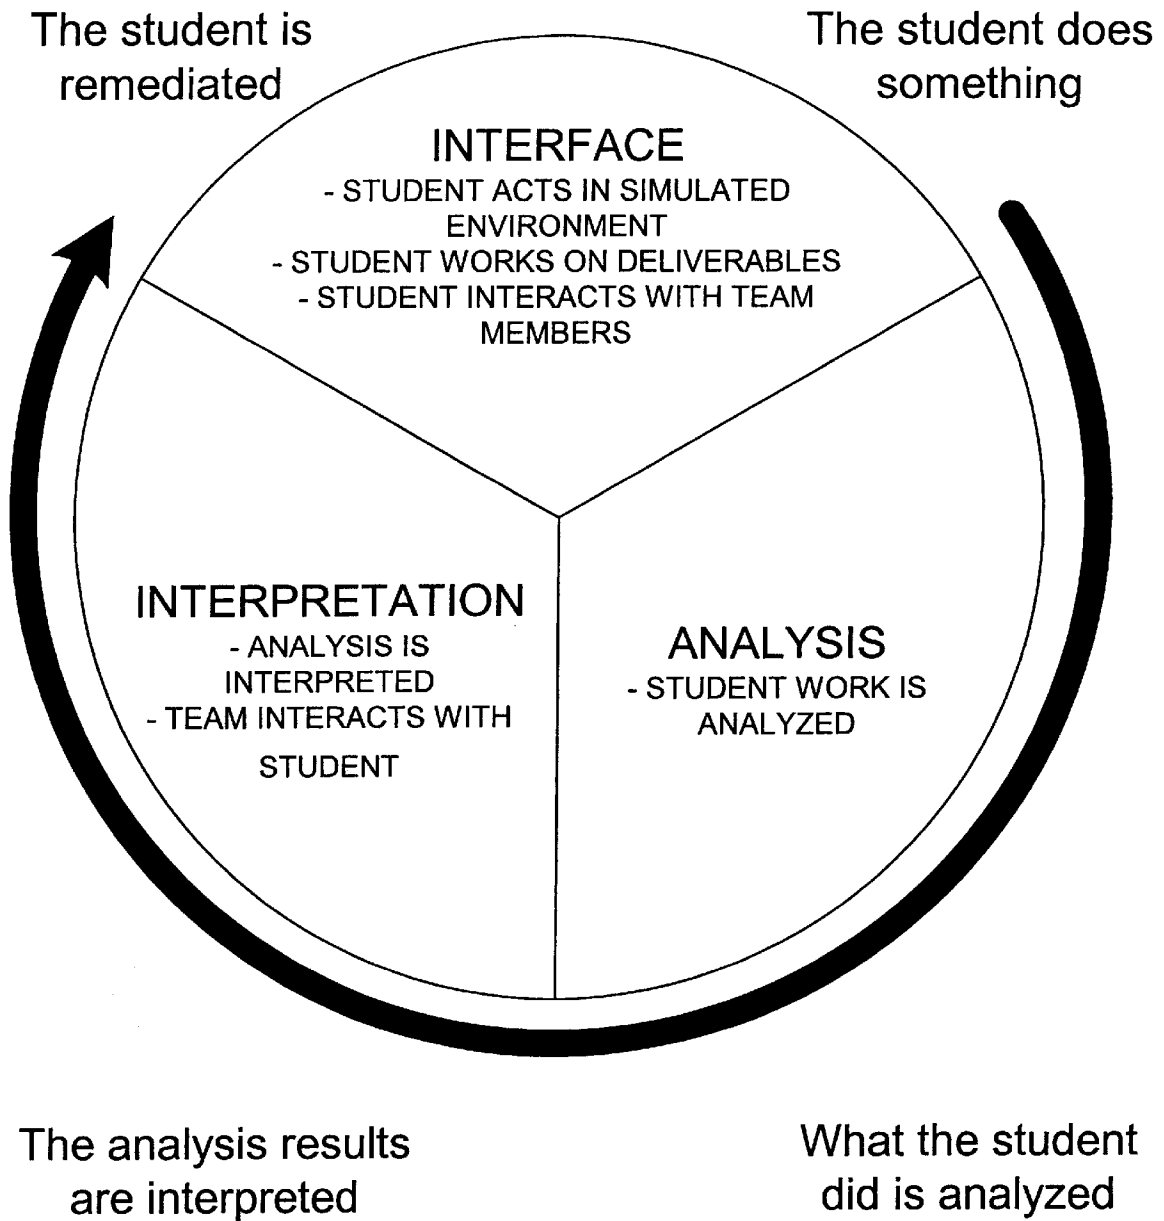 The student is
remediated
The student does
something
INTERFACE
- STUDENT ACTS IN SIMULATED
ENVIRONMENT
- STUDENT WORKS ON DELIVERABLES
- STUDENT INTERACTS WITH TEAM
MEMBERS
INTERPRETATION
- ANALYSIS IS
INTERPRETED
- TEAM INTERACTS WITH
STUDENT
ANALYSIS
- STUDENT WORK IS
ANALYZED
The analysis results
are interpreted
What the student
did is analyzed